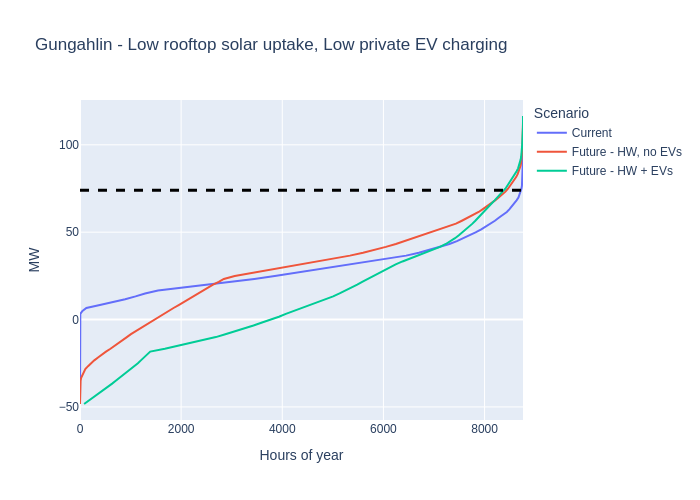 Gungahlin - Low rooftop solar uptake, Low private EV charging
Scenario
Current
Future - HW, no EVs
Future - HW + EVs
MW
100
50
0
−50
0 2000 4000 6000 8000
Hours of year